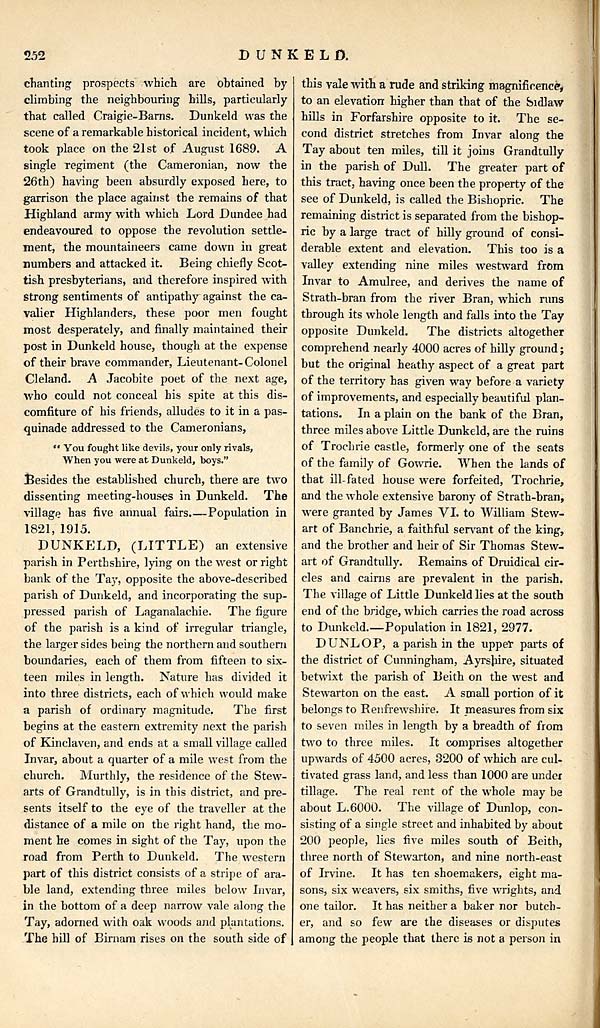 252
DUNKELD.
chanting prospects which are obtained by
climbing the neighbouring hills, particularly
that called Craigie-Barns. Dunkeld was the
scene of a remarkable historical incident, which
took place on the 21st of August 1689. A
single regiment (the Cameronian, now the
26th) having been absurdly exposed here, to
garrison the place against the remains of that
Highland army with which Lord Dundee had
endeavoured to oppose the revolution settle-
ment, the mountaineers came down in great
numbers and attacked it. Being chiefly Scot-
tish presbyterians, and therefore inspired with
strong sentiments of antipathy against the ca-
valier Highlanders, these poor men fought
most desperately, and finally maintained their
post in Dunkeld house, though at the expense
of their brave commander, Lieutenant-Colonel
Cleland. A Jacobite poet of the next age,
who could not conceal his spite at this dis-
comfiture of his friends, alludes to it in a pas-
quinade addressed to the Cameronians,
“ You fought like devils, your only rivals,
When you were at Dunkeld, boys.”
Besides the established church, there are two
dissenting meeting-houses in Dunkeld. The
village has five annual fairs.—Population in
1821, 1915.
DUNKELD, (LITTLE) an extensive
parish in Perthshire, lying on the west or right
bank of the Tay, opposite the above-described
parish of Dunkeld, and incorporating the sup-
pressed parish of Laganalachie. The figure
of the parish is a kind of irregular triangle,
the larger sides being the northern and southern
boundaries, each of them from fifteen to six-
teen miles in length. Nature has divided it
into three districts, each of which would make
a parish of ordinary magnitude. The first
begins at the eastern extremity next the parish
of Kinclaven, and ends at a small village called
Invar, about a quarter of a mile west from the
church. Murthly, the residence of the Stew-
arts of Grandtully, is in this district, and pre-
sents itself to the eye of the traveller at the
distance of a mile on the right hand, the mo-
ment he comes in sight of the Tay, upon the
road from Perth to Dunkeld. The western
part of this district consists of a stripe of ara-
ble land, extending three miles below Invar,
in the bottom of a deep narrow vale along the
Tay, adorned with oak woods and plantations.
The hill of Birnam rises on the south side of
this vale with a rude and striking magnificence,
to an elevation higher than that of the Sidlaw
hills in Forfarshire opposite to it. The se-
cond district stretches from Invar along the
Tay about ten miles, till it joins Grandtully
in the parish of Dull. The greater part of
this tract, having once been the property of the
see of Dunkeld, is called the Bishopric. The
remaining district is separated from the bishop-
ric by a large tract of hilly ground of consi-
derable extent and elevation. This too is a
valley extending nine miles westward from
Invar to Amulree, and derives the name of
Strath-bran from the river Bran, which runs
through its whole length and falls into the Tay
opposite Dunkeld. The districts altogether
comprehend nearly 4000 acres of hilly ground;
but the original heathy aspect of a great part
of the territory has given way before a variety
of improvements, and especially beautiful plan-
tations. In a plain on the bank of the Bran,
three miles above Little Dunkeld, are the ruins
of Trochrie castle, formerly one of the seats
of the family of Gowrie. When the lands of
that ill-fated house were forfeited, Trochrie,
and the whole extensive barony of Strath-bran,
were granted by James VI. to William Stew-
art of Banchrie, a faithful servant of the king,
and the brother and heir of Sir Thomas Stew-
art of Grandtully. Remains of Druidical cir-
cles and cairns are prevalent in the parish.
The village of Little Dunkeld lies at the south
end of the bridge, which carries the road across
to Dunkeld.—Population in 1821, 2977.
DUNLOP, a parish in the upper parts of
the district of Cunningham, Ayrshire, situated
betwixt the parish of Beith on the west and
Stewarton on the east. A small portion of it
belongs to Renfrewshire. It measures from six
to seven miles in length by a breadth of from
two to three miles. It comprises altogether
upwards of 4500 acres, 3200 of which are cul-
tivated grass land, and less than 1000 are under
tillage. The real rent of the whole may be
about L.6000. The village of Dunlop, con-
sisting of a single street and inhabited by about
200 people, lies five miles south of Beith,
three north of Stewarton, and nine north-east
of Irvine. It has ten shoemakers, eight ma-
sons, six weavers, six smiths, five wrights, and
one tailor. It has neither a baker nor butch-
er, and so few are the diseases or disputes
among the people that there is not a person in